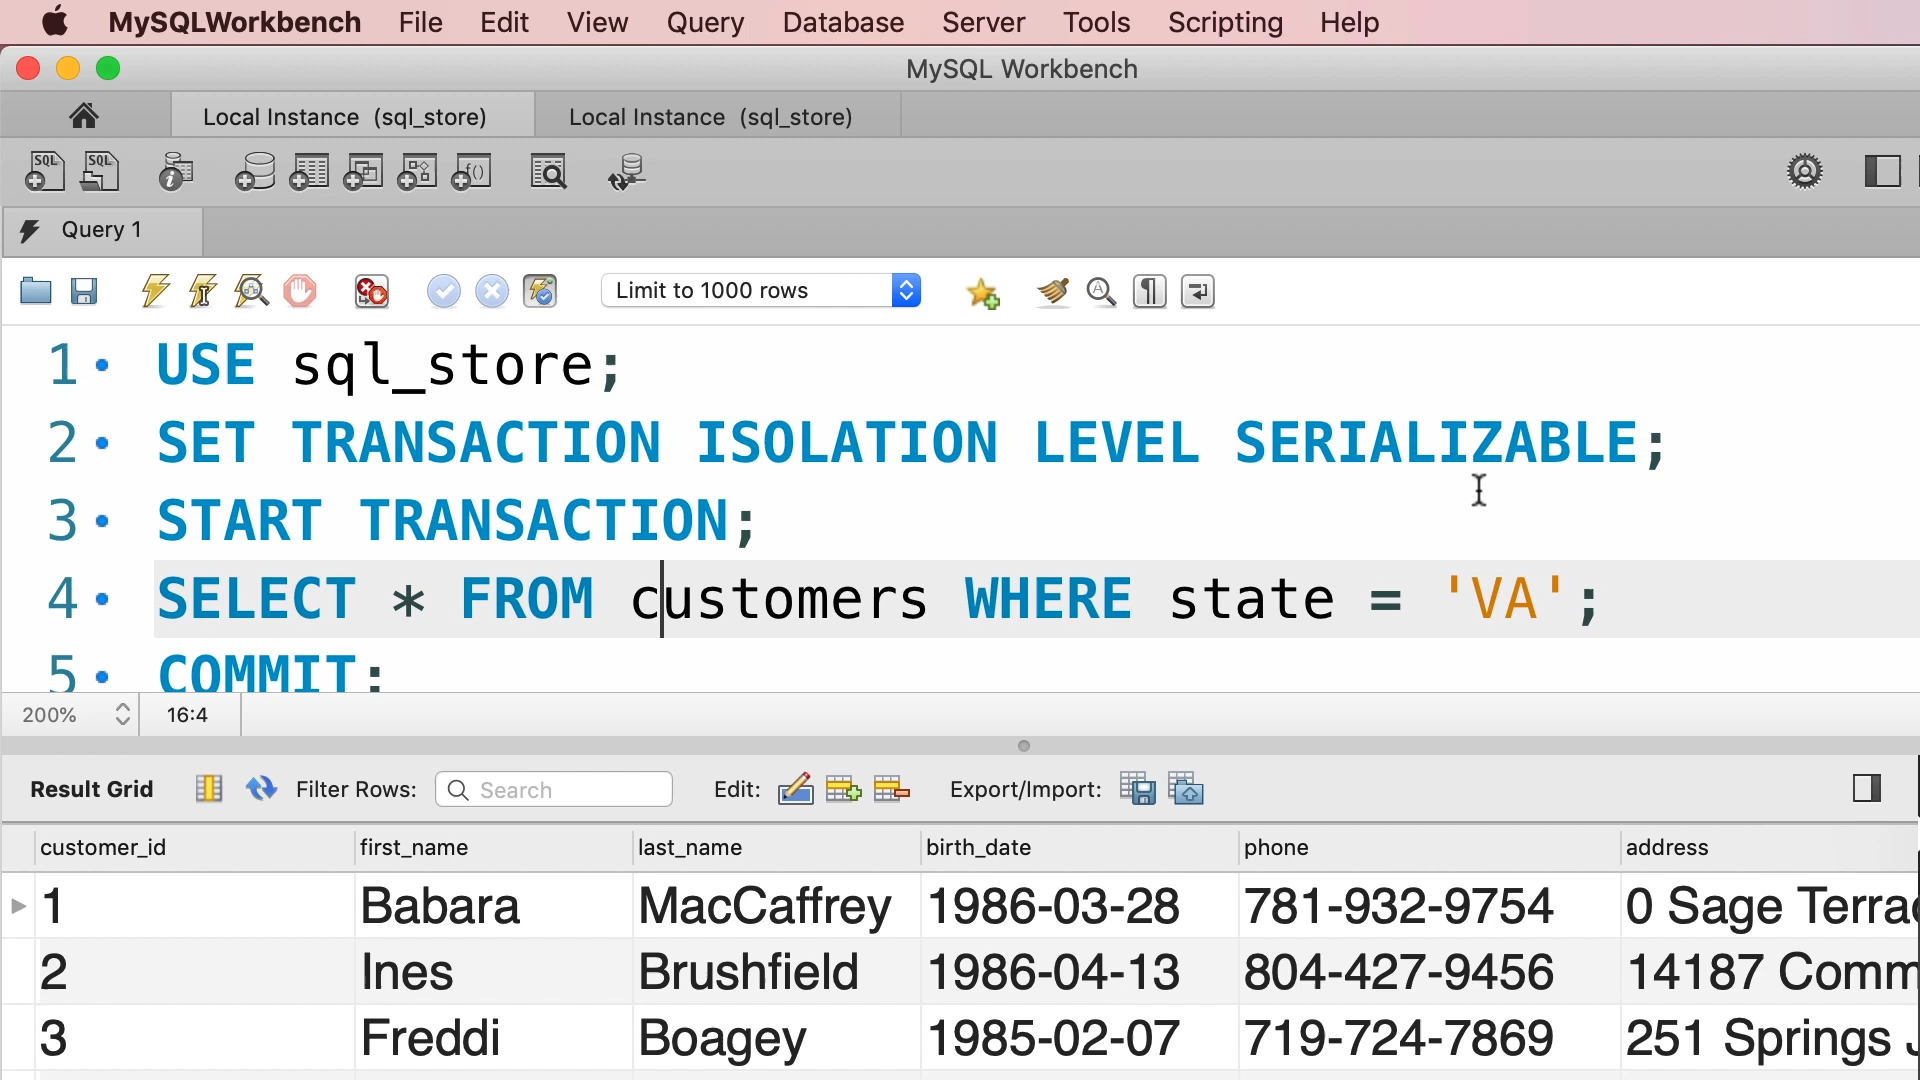 MySQLWorkbench File Edit View Query Database Server Tools Scripting Help
MySQL Workbench
Local Instance (sql_store) Local Instance (sql_store)
SQL SQL
Query 1
Limit to 1000 rows
1 USE sql_store;
2 SET TRANSACTION ISOLATION LEVEL SERIALIZABLE;
3 START TRANSACTION;
4 SELECT * FROM customers WHERE state = 'VA';
5 COMMIT;
200% 16:4
Result Grid Filter Rows: Search Edit: Export/Import:
customer_id first_name last_name birth_date phone address
1 Babara MacCaffrey 1986-03-28 781-932-9754 0 Sage
2 Ines Brushfield 1986-04-13 804-427-9456 14187
3 Freddi Boagey 1985-02-07 719-724-7869 251 Springs